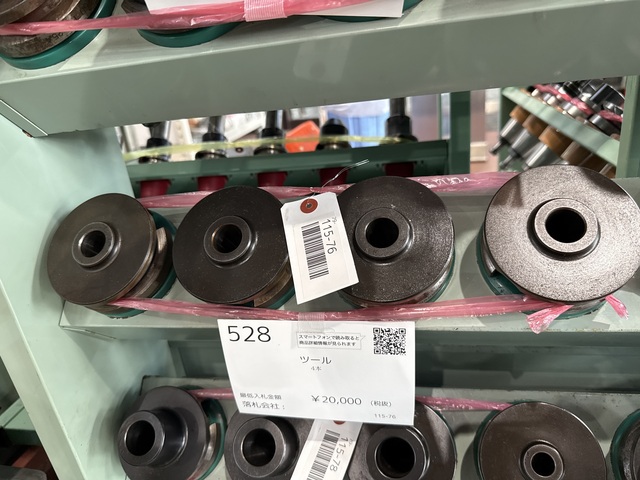 115-76
528
スマートフォンで読み取ると
商品詳細情報が見られます
ツール
4本
最低入札金額
¥20,000 (税抜)
落札会社:
115-76
115-78